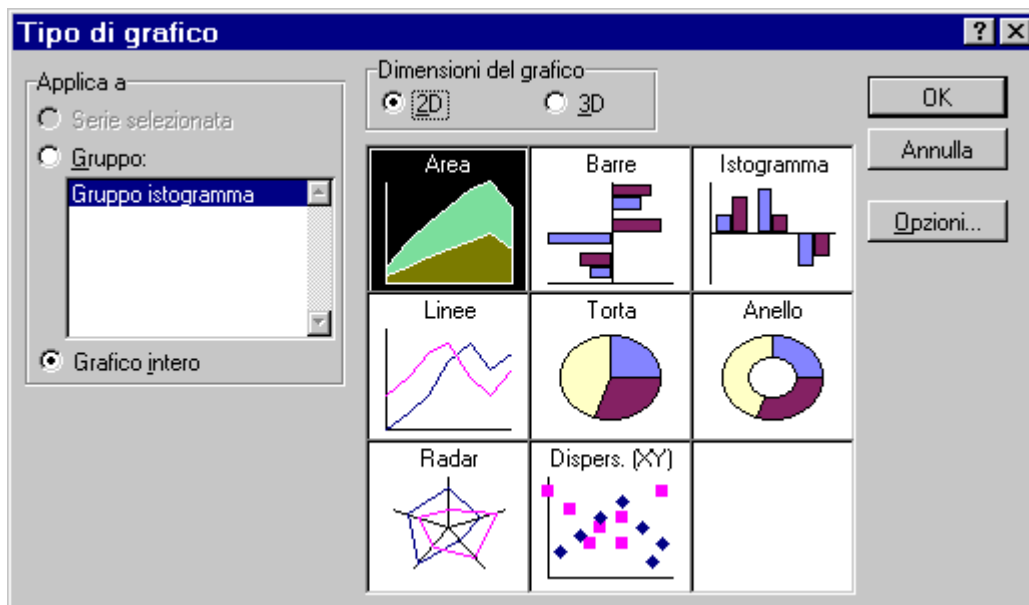 Tipo di grafico
Applica a
Serie selezionata
Gruppo:
Gruppo istogramma
Grafico intero
Dimensioni del grafico
2D
3D
Area
Barre
Istogramma
Linee
Torta
Anello
Radar
Dispers. (XY)
OK
Annulla
Opzioni...